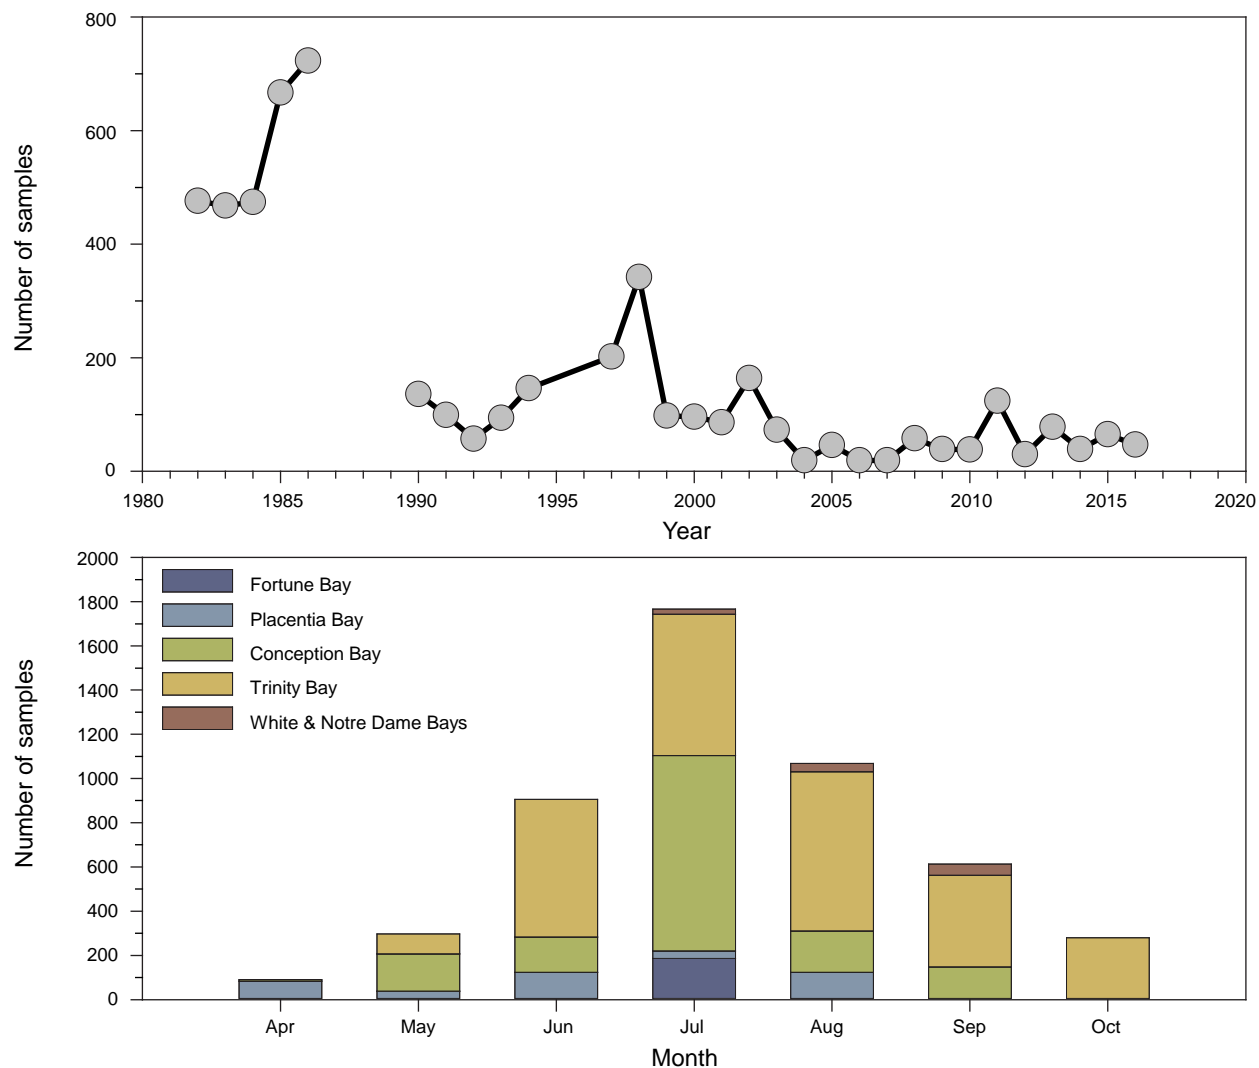 800
600
400
200
0
Number of samples
1980 1985 1990 1995 2000 2005 2010 2015 2020
Year
2000
1800
1600
1400
1200
1000
800
600
400
200
0
Number of samples
Fortune Bay
Placentia Bay
Conception Bay
Trinity Bay
White & Notre Dame Bays
Apr May Jun Jul Aug Sep Oct
Month